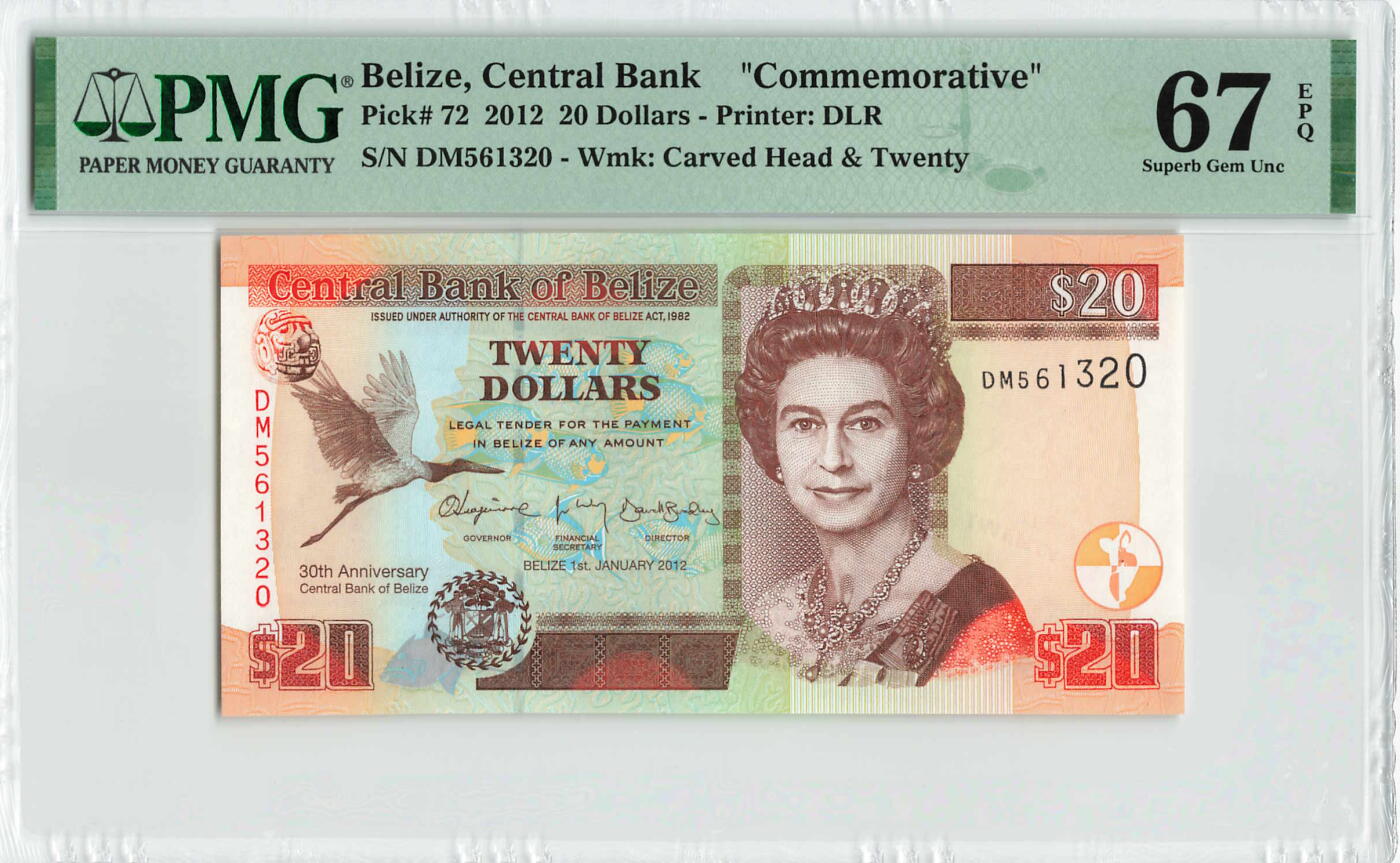 PMG®
PAPER MONEY GUARANTY
Belize, Central Bank "Commemorative"
Pick# 72 2012 20 Dollars - Printer: DLR
S/N DM561320 - Wmk: Carved Head & Twenty
67
EPQ
Superb Gem Unc
Central Bank of Belize
$20
ISSUED UNDER AUTHORITY OF THE CENTRAL BANK OF BELIZE ACT, 1982
TWENTY
DOLLARS
DM561320
DM561320
LEGAL TENDER FOR THE PAYMENT
IN BELIZE OF ANY AMOUNT
GOVERNOR
FINANCIAL
SECRETARY
DIRECTOR
BELIZE 1st. JANUARY 2012
30th Anniversary
Central Bank of Belize
$20
$20